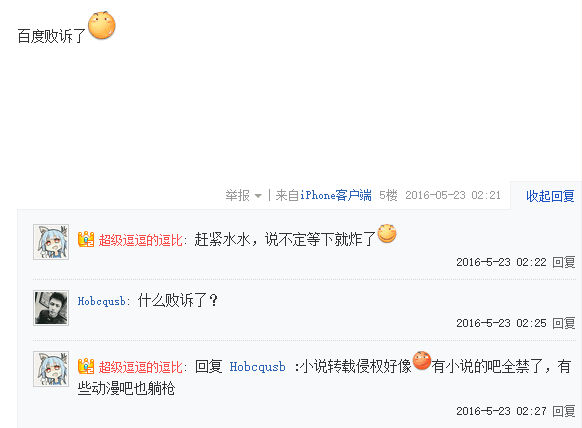 百度败诉了
举报 | 来自iPhone客户端 5楼 2016-05-23 02:21 收起回复
超级逗逗的逗比: 赶紧水水，说不定等下就炸了
2016-5-23 02:22 回复
Hobcqusb: 什么败诉了？
2016-5-23 02:25 回复
超级逗逗的逗比: 回复 Hobcqusb :小说转载侵权好像有小说的吧全禁了，有
些动漫吧也躺枪
2016-5-23 02:27 回复